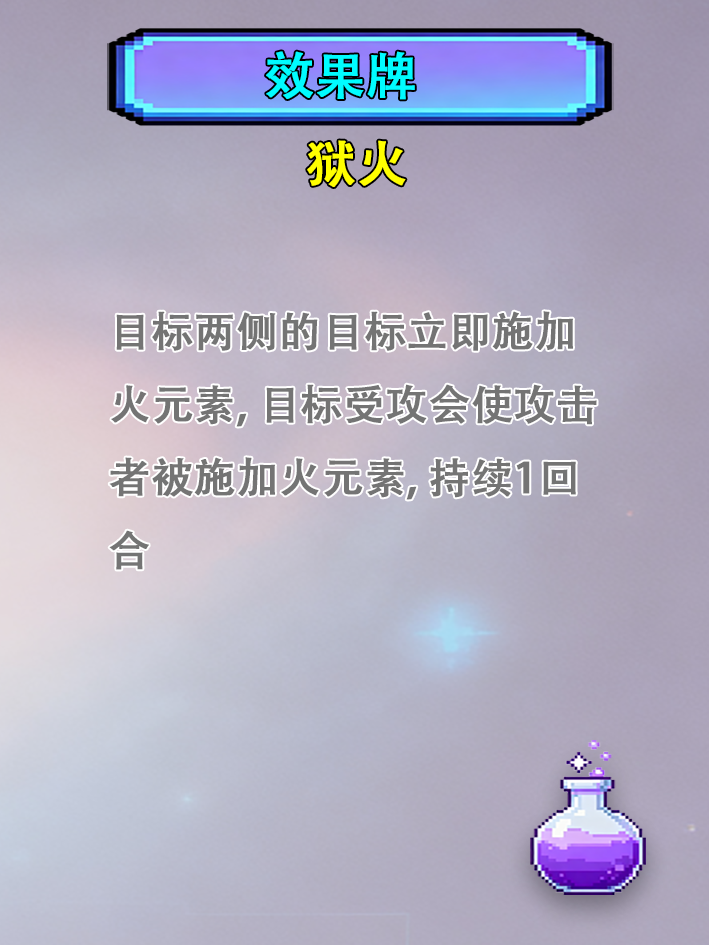 效果牌
狱火
目标两侧的目标立即施加
火元素, 目标受攻会使攻击
者被施加火元素, 持续1回
合